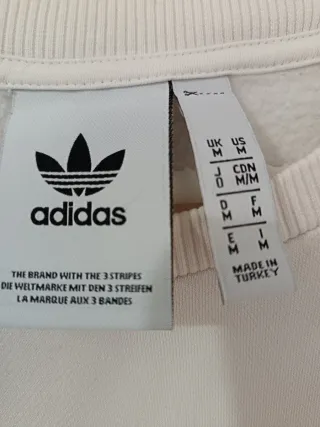 adidas
THE BRAND WITH THE 3 STRIPES
DIE WELTMARKE MIT DEN 3 STREIFEN
LA MARQUE AUX 3 BANDES
UK US
M M
J CDN
O M/M
D F
M M
E I
M M
MADE IN
TURKEY